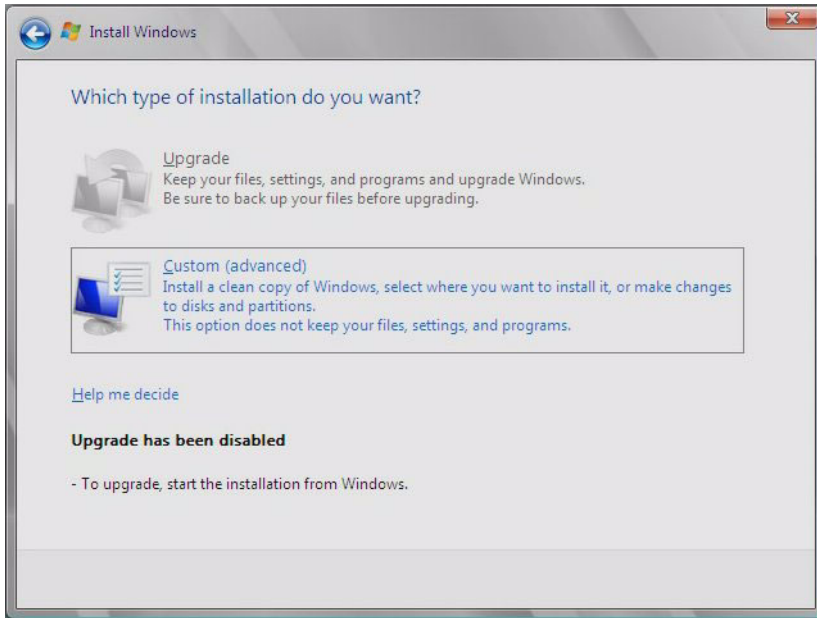 Install Windows
Which type of installation do you want?
Upgrade
Keep your files, settings, and programs and upgrade Windows.
Be sure to back up your files before upgrading.
Custom (advanced)
Install a clean copy of Windows, select where you want to install it, or make changes
to disks and partitions.
This option does not keep your files, settings, and programs.
Help me decide
Upgrade has been disabled
- To upgrade, start the installation from Windows.